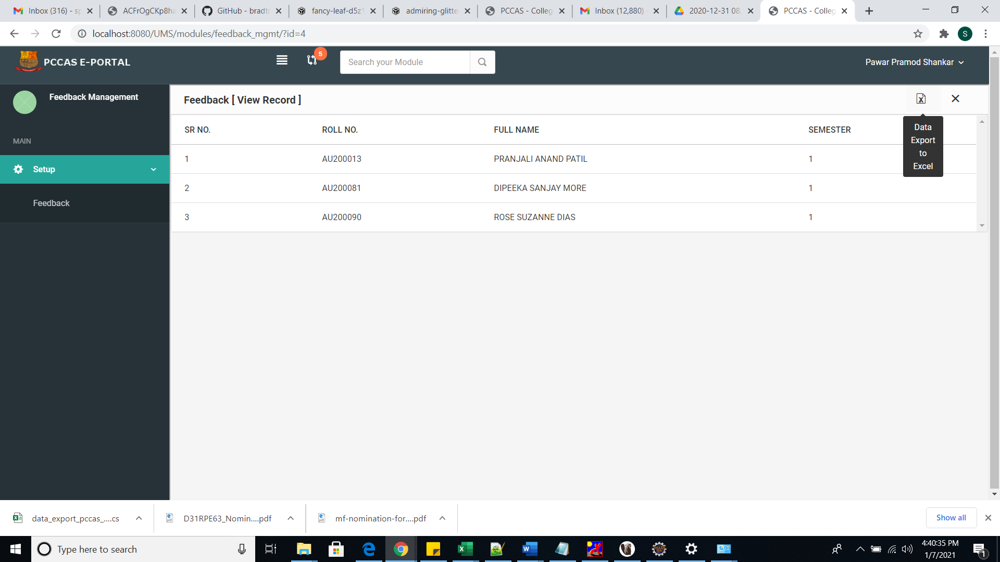 Inbox (316) - sp
ACFrOgCKp8ha
GitHub - bradtr
fancy-leaf-d5z1
admiring-glitte
PCCAS - Colleg
Inbox (12,880)
2020-12-31 08.
PCCAS - Colleg
localhost:8080/UMS/modules/feedback_mgmt/?id=4
S
PCCAS E-PORTAL
5
Search your Module
Pawar Pramod Shankar
Feedback Management
MAIN
Setup
Feedback
Feedback [ View Record ]
Data
Export
to
Excel
SR NO. ROLL NO. FULL NAME SEMESTER
1 AU200013 PRANJALI ANAND PATIL 1
2 AU200081 DIPEEKA SANJAY MORE 1
3 AU200090 ROSE SUZANNE DIAS 1
data_export_pccas_....cs
D31RPE63_Nomin....pdf
mf-nomination-for....pdf
Show all
Type here to search
4:40:35 PM
1/7/2021
1